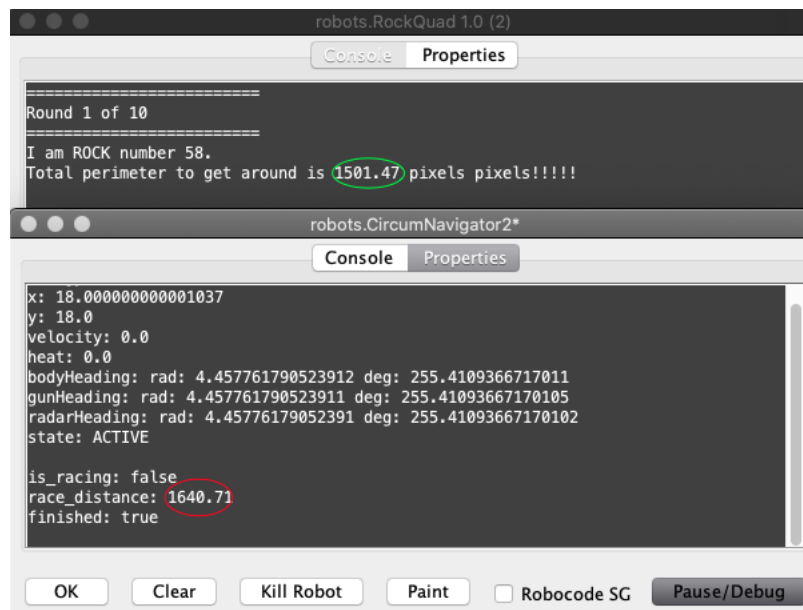 robots.RockQuad 1.0 (2)
Console Properties
=========================
Round 1 of 10
=========================
I am ROCK number 58.
Total perimeter to get around is 1501.47 pixels pixels!!!!!
robots.CircumNavigator2*
Console Properties
x: 18.000000000001037
y: 18.0
velocity: 0.0
heat: 0.0
bodyHeading: rad: 4.457761790523912 deg: 255.4109366717011
gunHeading: rad: 4.457761790523911 deg: 255.41093667170105
radarHeading: rad: 4.45776179052391 deg: 255.41093667170102
state: ACTIVE
is_racing: false
race_distance: 1640.71
finished: true
OK Clear Kill Robot Paint Robocode SG Pause/Debug